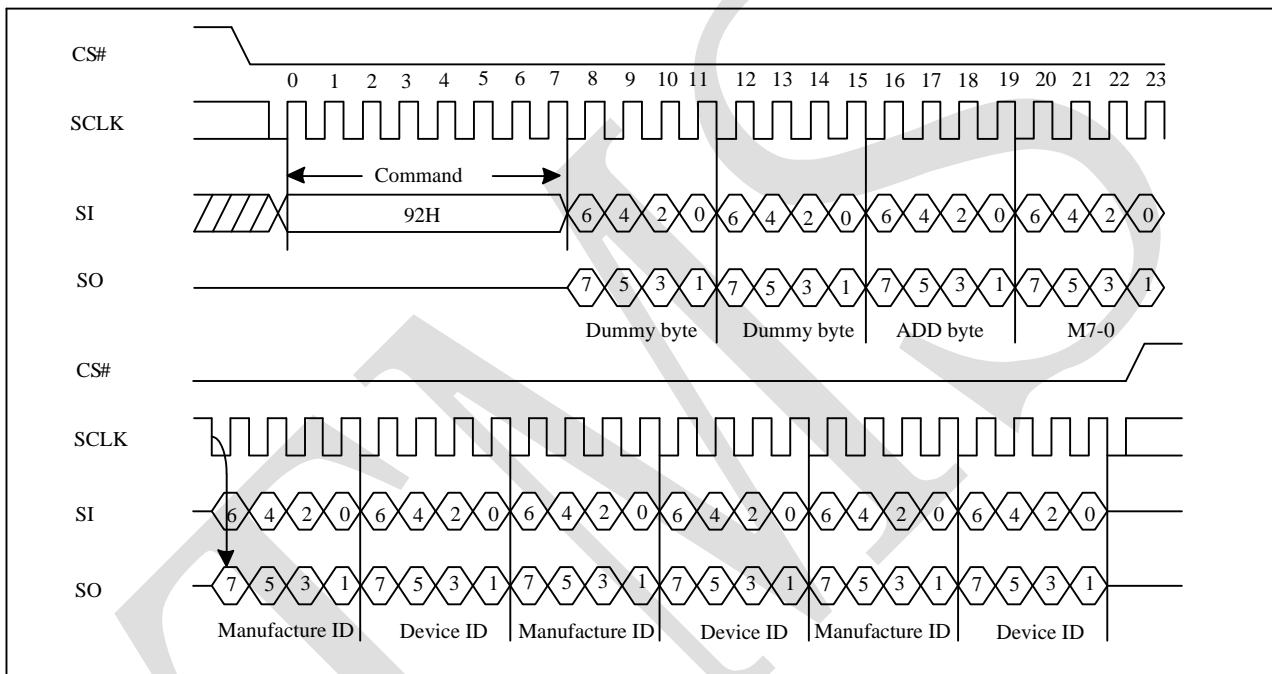 CS#
0 1 2 3 4 5 6 7 8 9 10 11 12 13 14 15 16 17 18 19 20 21 22 23
SCLK
Command
SI 92H 6 4 2 0 6 4 2 0 6 4 2 0 6 4 2 0
SO 7 5 3 1 7 5 3 1 7 5 3 1 7 5 3 1
Dummy byte Dummy byte ADD byte M7-0
CS#
SCLK
SI 6 4 2 0 6 4 2 0 6 4 2 0 6 4 2 0 6 4 2 0 6 4 2 0
SO 7 5 3 1 7 5 3 1 7 5 3 1 7 5 3 1 7 5 3 1 7 5 3 1
Manufacture ID Device ID Manufacture ID Device ID Manufacture ID Device ID
TMS